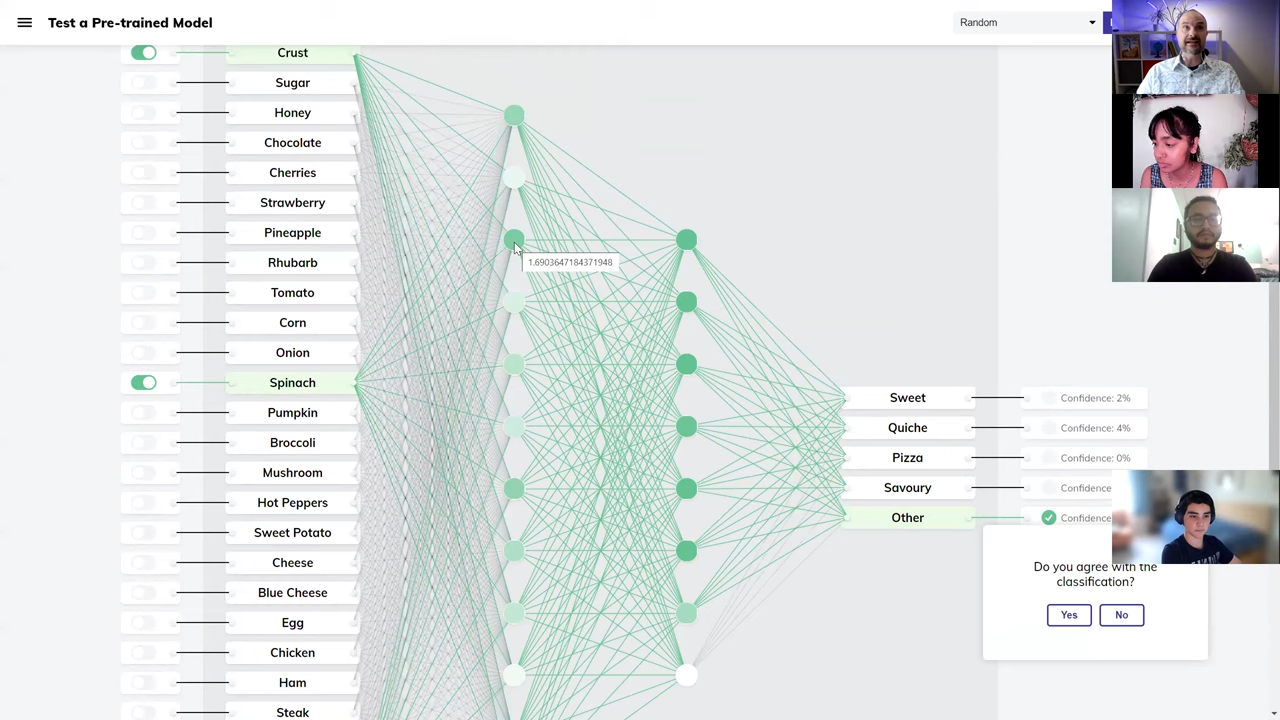 Test a Pre-trained Model
Random
Crust
Sugar
Honey
Chocolate
Cherries
Strawberry
Pineapple
Rhubarb
Tomato
Corn
Onion
Spinach
Pumpkin
Broccoli
Mushroom
Hot Peppers
Sweet Potato
Cheese
Blue Cheese
Egg
Chicken
Ham
Steak
1.6903647184371948
Sweet
Confidence: 2%
Quiche
Confidence: 4%
Pizza
Confidence: 0%
Savoury
Confidence
Other
Confidence
Do you agree with the
classification?
Yes
No